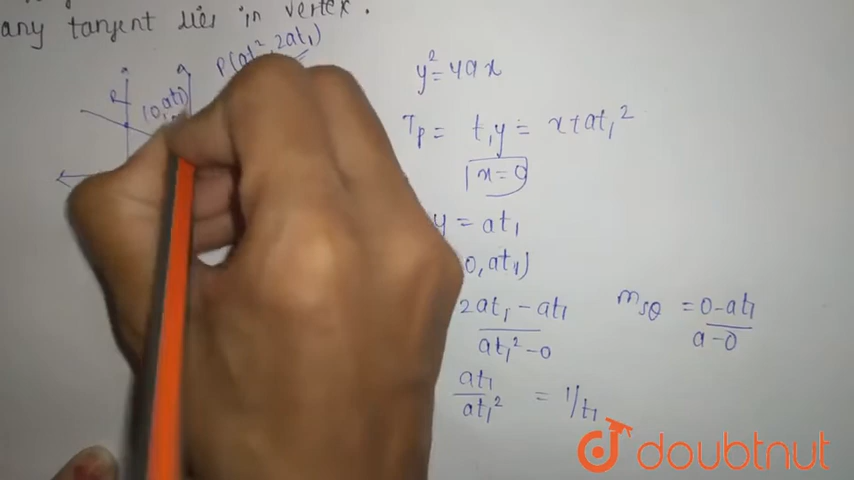 any tangent lies in vertex.
P(at₁², 2at₁)
R
(0, at₁)
y² = 4ax
Tp = t₁y = x + at₁²
x = 0
y = at₁
0, at₁)
2at₁ - at₁ / at₁² - 0
mSQ = 0 - at₁ / a - 0
at₁ / at₁² = 1/t₁
doubtnut